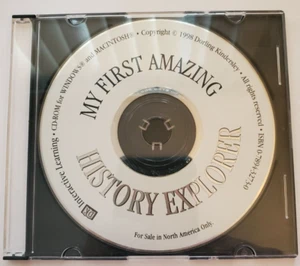 MY FIRST AMAZING
HISTORY EXPLORER
Interactive Learning • CD-ROM for WINDOWS® and MACINTOSH® • Copyright © 1998 Dorling Kindersley • All rights reserved • ISBN
For Sale in North America Only.